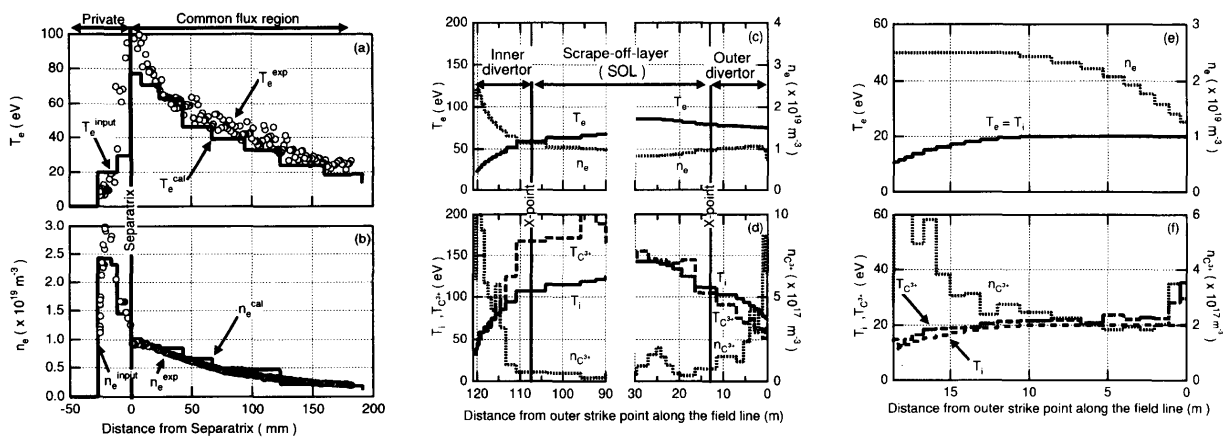 Private
Common flux region
(a)
T_e (eV)
100
80
60
40
20
0
T_e^exp
T_e^input
T_e^cal
Separatrix
(b)
n_e (x 10^19 m^-3)
3.0
2.5
2.0
1.5
1.0
0.5
0.0
n_e^cal
n_e^input
n_e^exp
-50
0
50
100
150
200
Distance from Separatrix (mm)
(c)
T_e (eV)
200
150
100
50
0
Inner
divertor
Scrape-off-layer
(SOL)
Outer
divertor
T_e
n_e
T_e
n_e
4
3
2
1
0
n_e (x 10^19 m^-3)
X-point
X-point
(d)
T_i, T_C3+ (eV)
200
150
100
50
0
T_C3+
T_i
n_C3+
T_i
T_C3+
n_C3+
10
5
0
n_C3+ (x 10^17 m^-3)
120
110
100
90
30
20
10
0
Distance from outer strike point along the field line (m)
(e)
T_e (eV)
60
40
20
0
n_e
T_e = T_i
3
2
1
0
n_e (x 10^19 m^-3)
(f)
T_i, T_C3+ (eV)
60
40
20
0
n_C3+
T_C3+
T_i
6
4
2
0
n_C3+ (x 10^17 m^-3)
15
10
5
0
Distance from outer strike point along the field line (m)